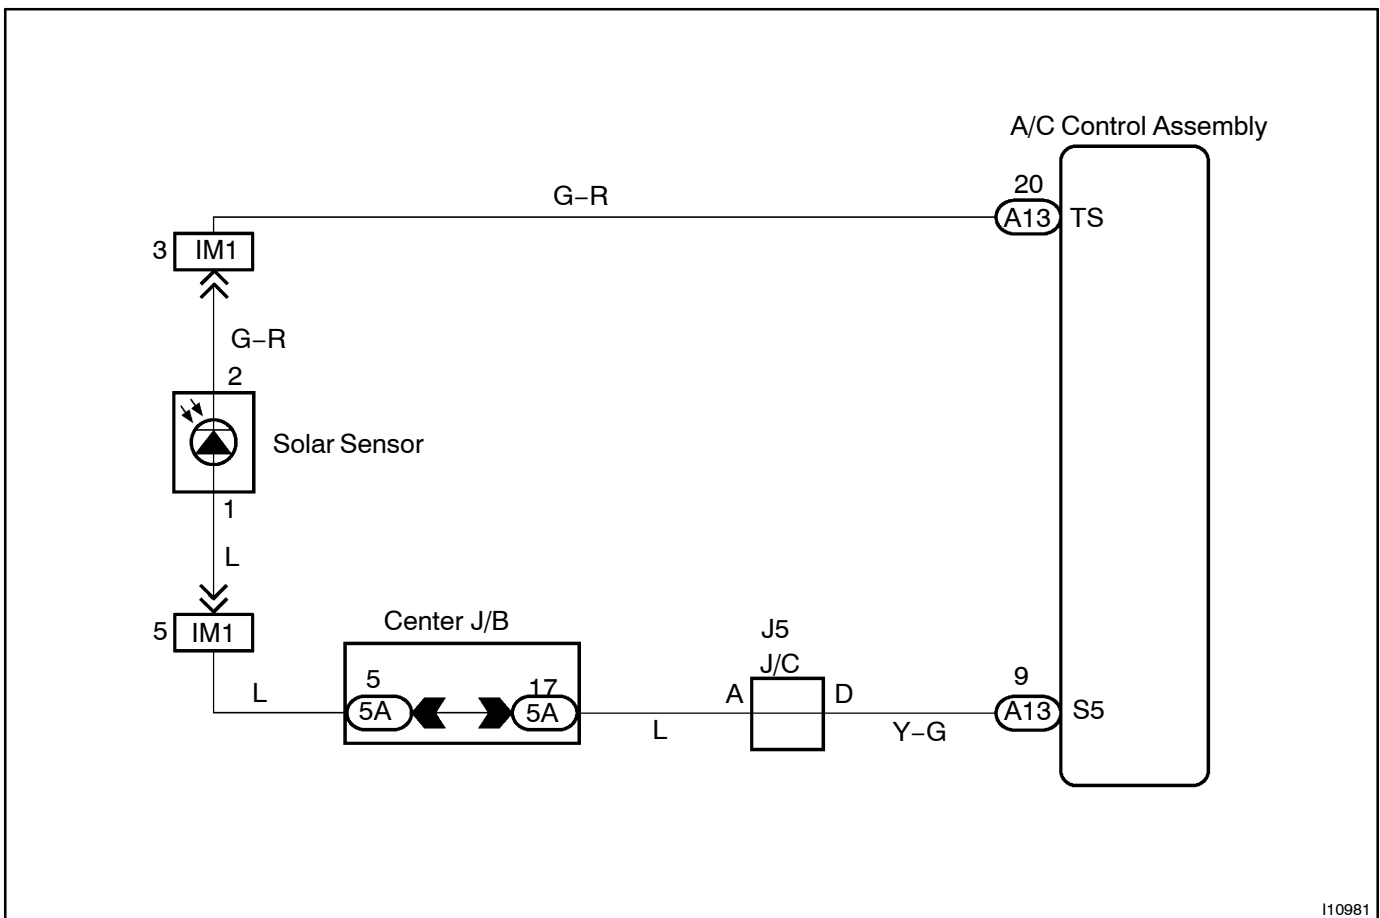 A/C Control Assembly
20
G−R
A13 TS
3 IM1
G−R
2
Solar Sensor
1
L
5 IM1
Center J/B
J5
J/C
5
17
9
L
5A
5A
L
A
D
Y−G
A13 S5
I10981